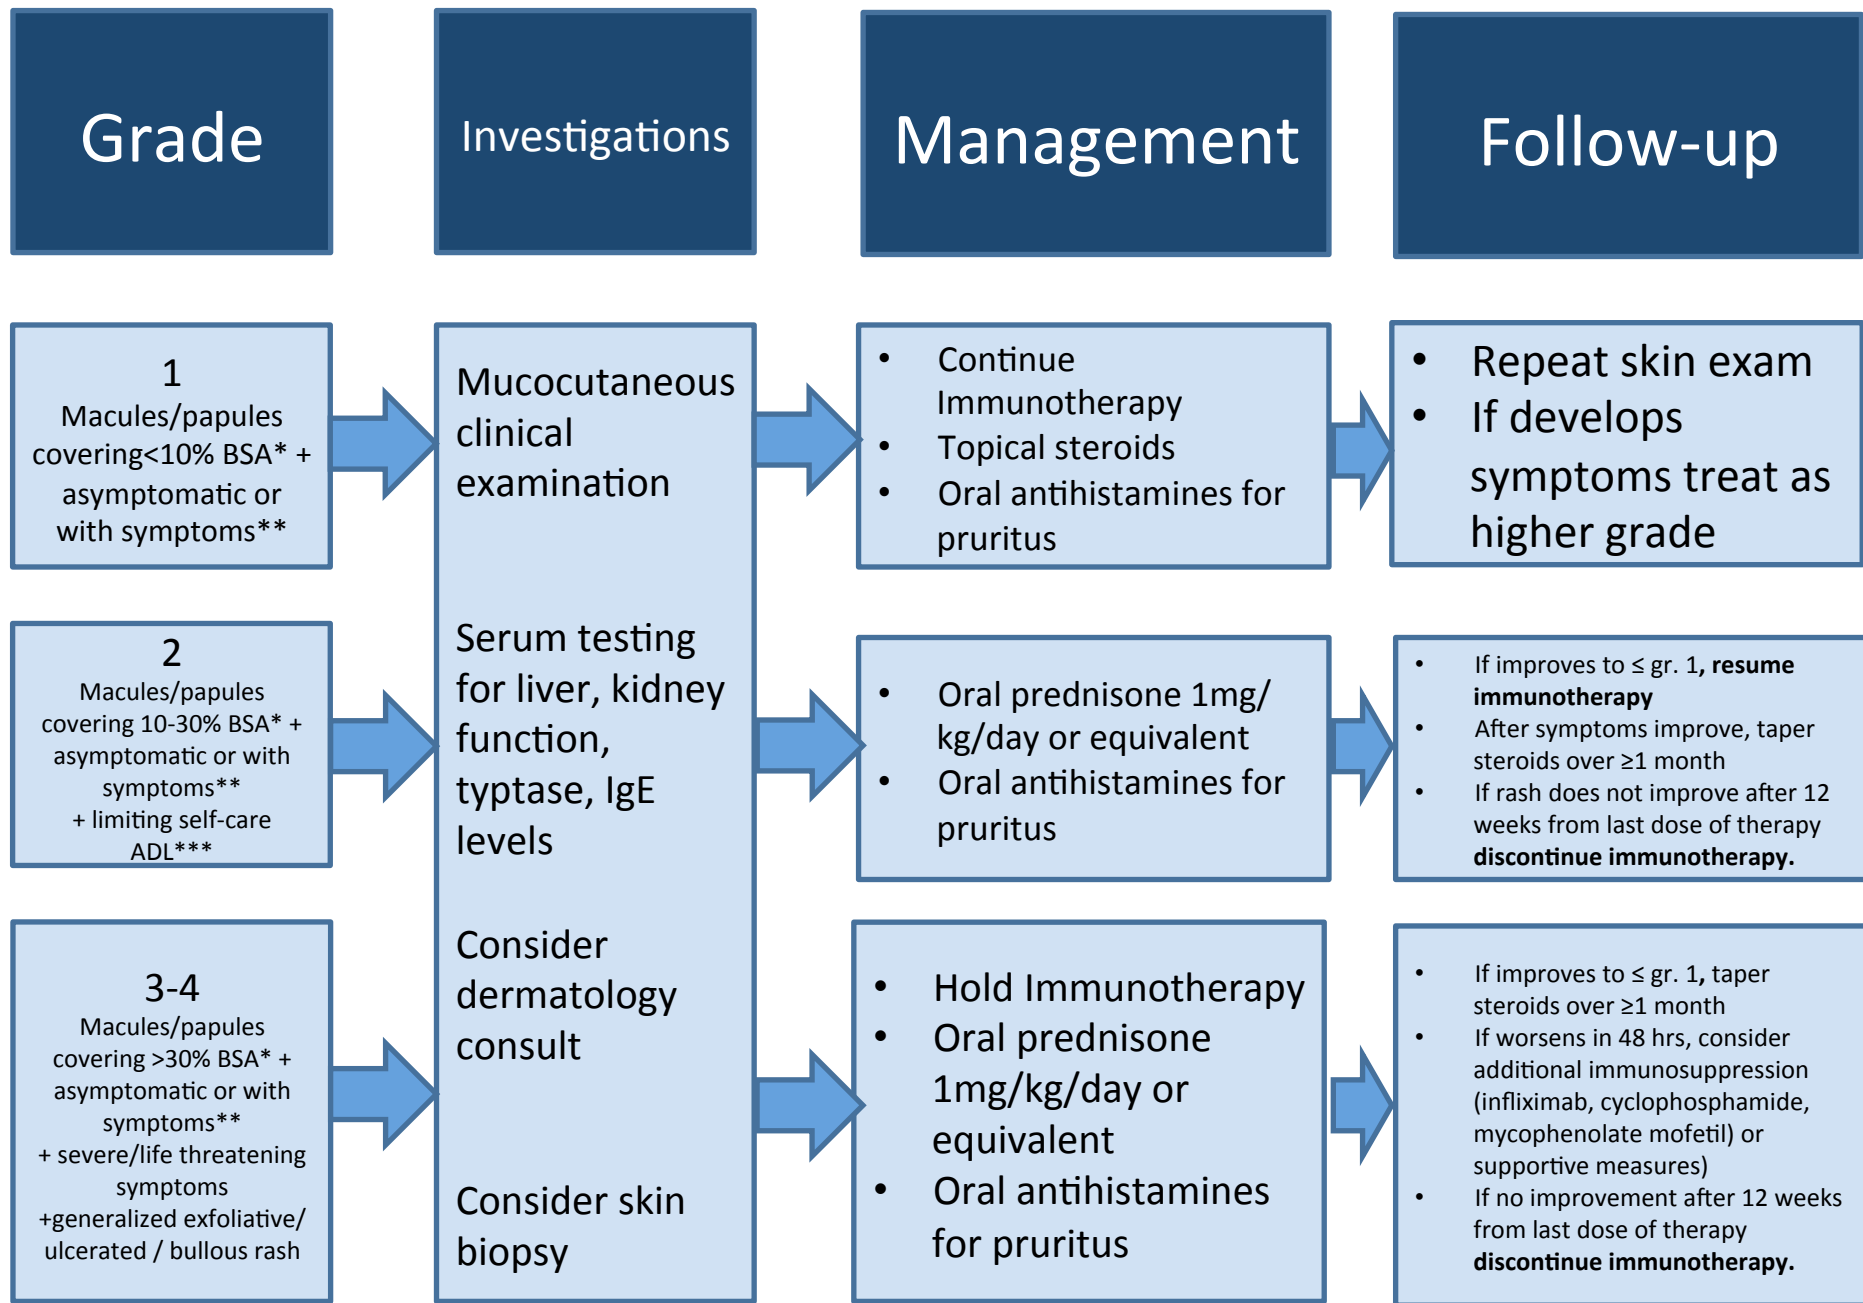 Grade
Investigations
Management
Follow-up
1
Macules/papules
covering<10% BSA* +
asymptomatic or
with symptoms**
Mucocutaneous
clinical
examination
• Continue
Immunotherapy
• Topical steroids
• Oral antihistamines for
pruritus
• Repeat skin exam
• If develops
symptoms treat as
higher grade
2
Macules/papules
covering 10-30% BSA* +
asymptomatic or with
symptoms**
+ limiting self-care
ADL***
Serum testing
for liver, kidney
function,
typtase, IgE
levels
• Oral prednisone 1mg/
kg/day or equivalent
• Oral antihistamines for
pruritus
• If improves to ≤ gr. 1, resume
immunotherapy
• After symptoms improve, taper
steroids over ≥1 month
• If rash does not improve after 12
weeks from last dose of therapy
discontinue immunotherapy.
3-4
Macules/papules
covering >30% BSA* +
asymptomatic or with
symptoms**
+ severe/life threatening
symptoms
+generalized exfoliative/
ulcerated / bullous rash
Consider
dermatology
consult
Consider skin
biopsy
• Hold Immunotherapy
• Oral prednisone
1mg/kg/day or
equivalent
• Oral antihistamines
for pruritus
• If improves to ≤ gr. 1, taper
steroids over ≥1 month
• If worsens in 48 hrs, consider
additional immunosuppression
(infliximab, cyclophosphamide,
mycophenolate mofetil) or
supportive measures)
• If no improvement after 12 weeks
from last dose of therapy
discontinue immunotherapy.